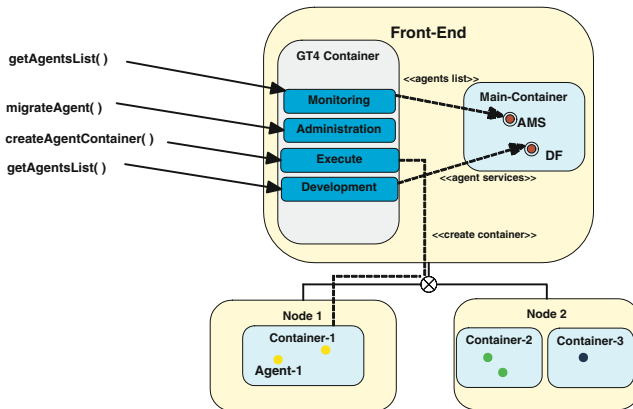 Front-End
GT4 Container
getAgentsList( )
<<agents list>>
Monitoring
Main-Container
migrateAgent( )
AMS
Administration
createAgentContainer( )
Execute
DF
getAgentsList( )
<<agent services>>
Development
<<create container>>
Node 1
Node 2
Container-1
Container-2
Container-3
Agent-1